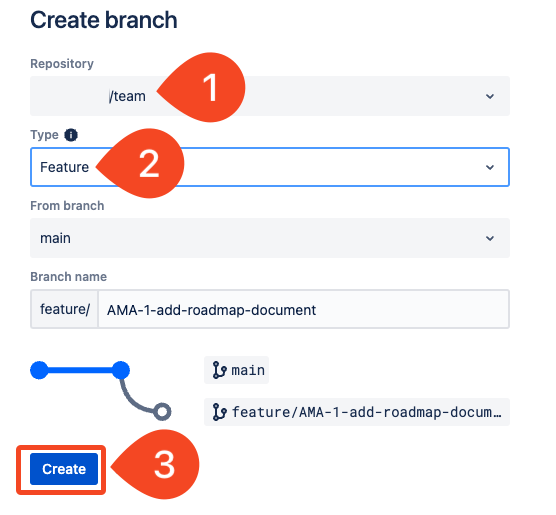 Create branch
Repository
/team
1
Type
Feature
2
From branch
main
Branch name
feature/ AMA-1-add-roadmap-document
main
feature/AMA-1-add-roadmap-docum…
Create
3